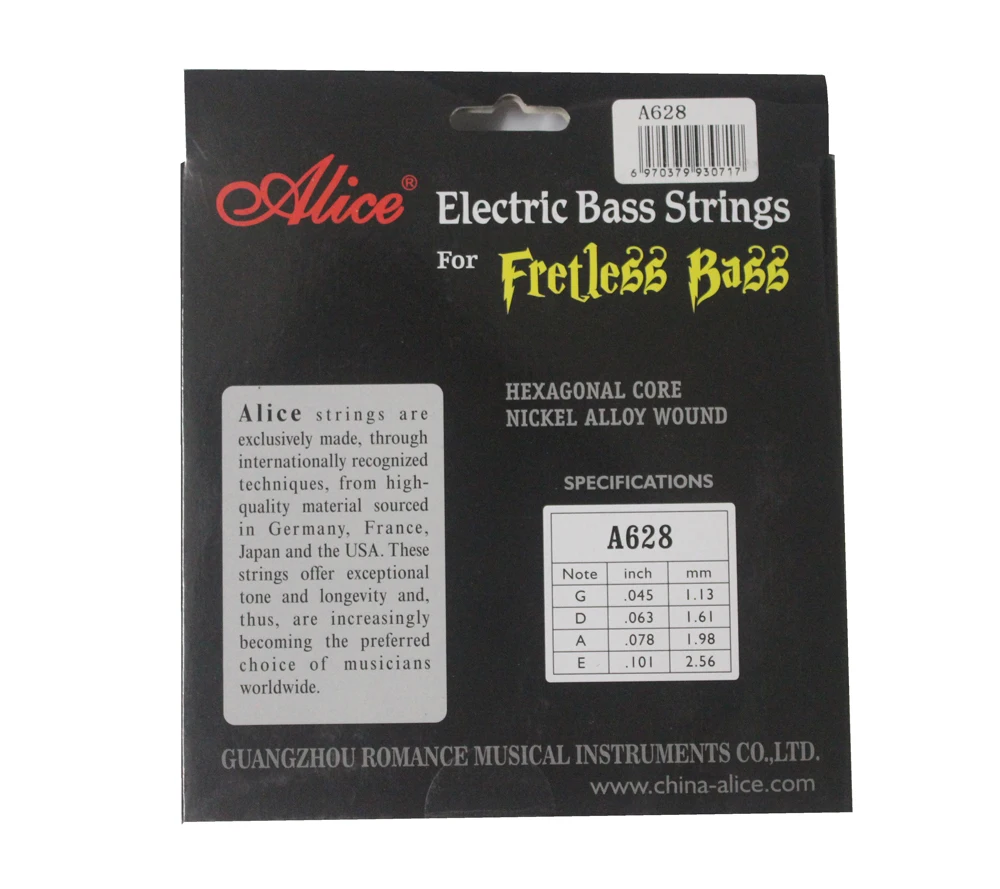 A628
6 970379 930717
Alice®
Electric Bass Strings
For Fretless Bass
HEXAGONAL CORE
NICKEL ALLOY WOUND
Alice strings are
exclusively made, through
internationally recognized
techniques, from high-
quality material sourced
in Germany, France,
Japan and the USA. These
strings offer exceptional
tone and longevity and,
thus, are increasingly
becoming the preferred
choice of musicians
worldwide.
SPECIFICATIONS
A628
Note inch mm
G .045 1.13
D .063 1.61
A .078 1.98
E .101 2.56
GUANGZHOU ROMANCE MUSICAL INSTRUMENTS CO.,LTD.
www.china-alice.com